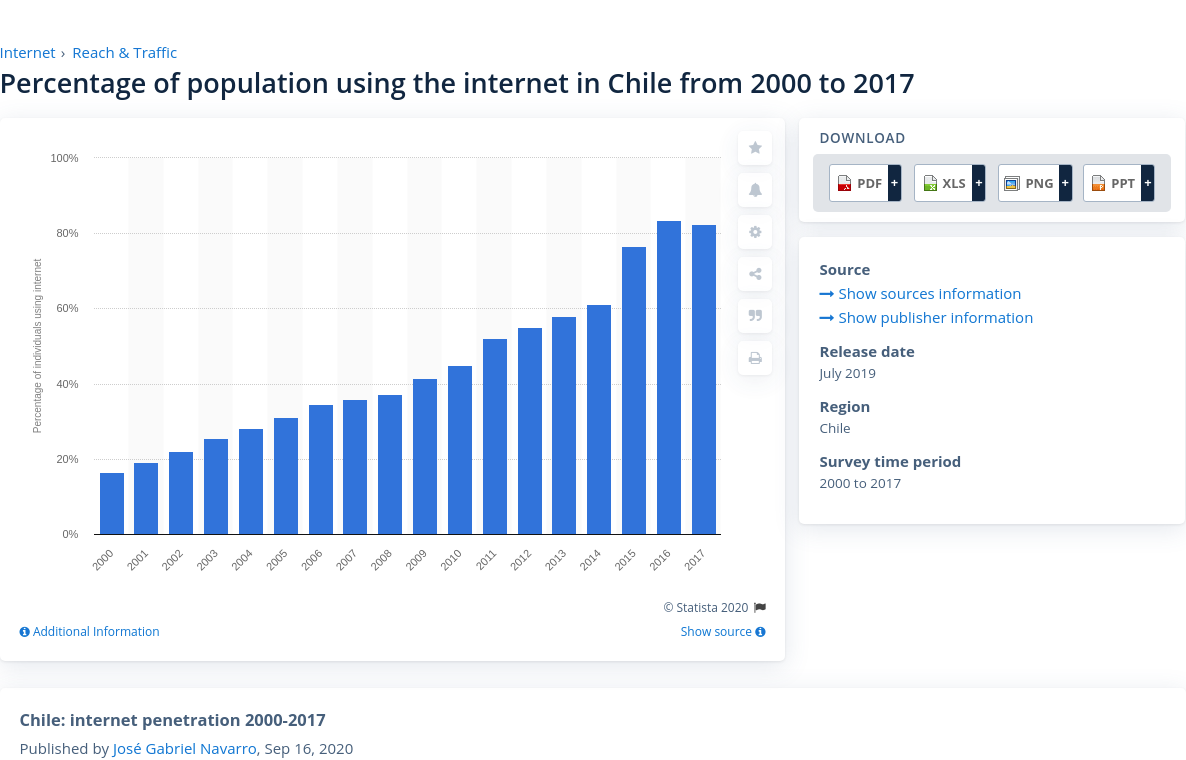 Internet › Reach & Traffic
Percentage of population using the internet in Chile from 2000 to 2017
100%
80%
60%
40%
20%
0%
Percentage of individuals using internet
2000 2001 2002 2003 2004 2005 2006 2007 2008 2009 2010 2011 2012 2013 2014 2015 2016 2017
© Statista 2020
Additional Information
Show source
DOWNLOAD
PDF + XLS + PNG + PPT +
Source
Show sources information
Show publisher information
Release date
July 2019
Region
Chile
Survey time period
2000 to 2017
Chile: internet penetration 2000-2017
Published by José Gabriel Navarro, Sep 16, 2020